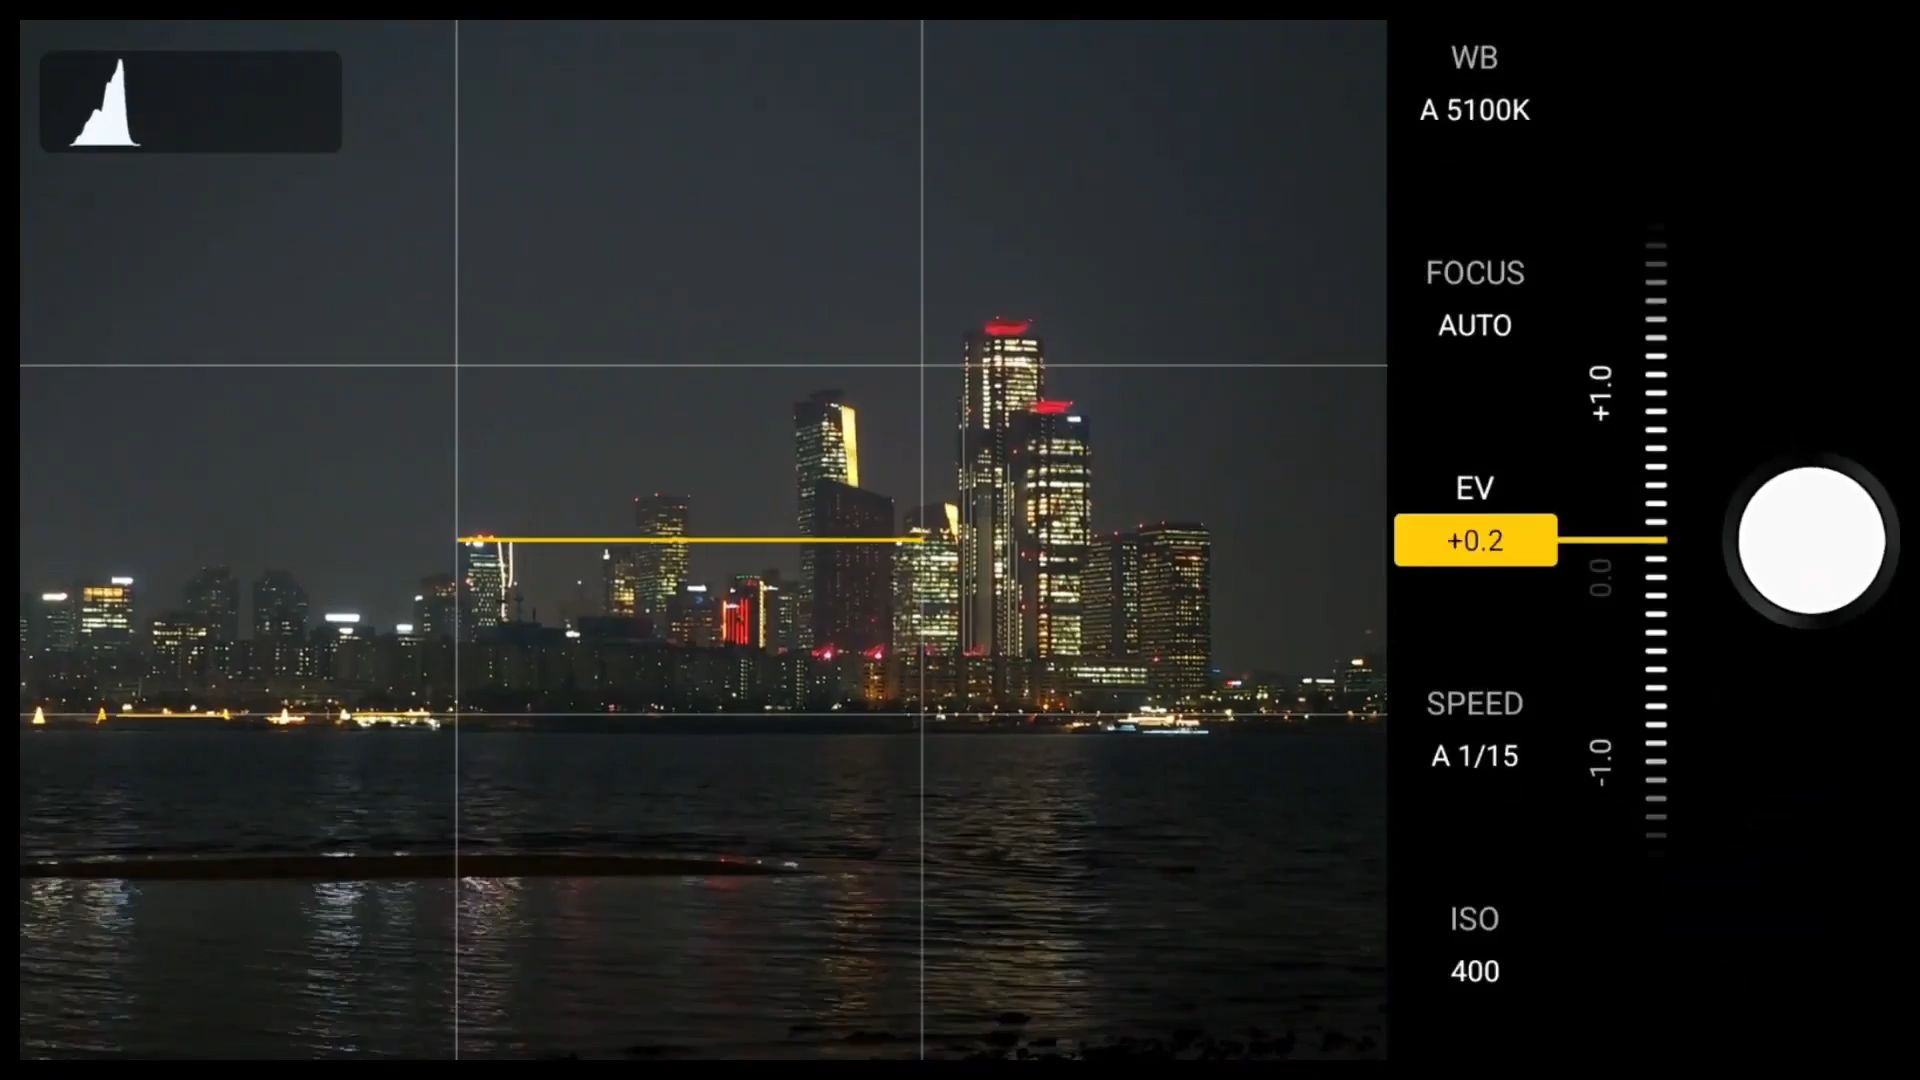 WB
A 5100K
FOCUS
AUTO
+1.0
EV
+0.2
0.0
SPEED
A 1/15
-1.0
ISO
400